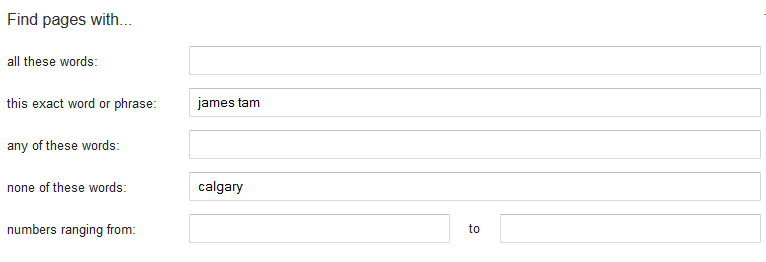 Find pages with...
all these words:
this exact word or phrase: james tam
any of these words:
none of these words: calgary
numbers ranging from: to